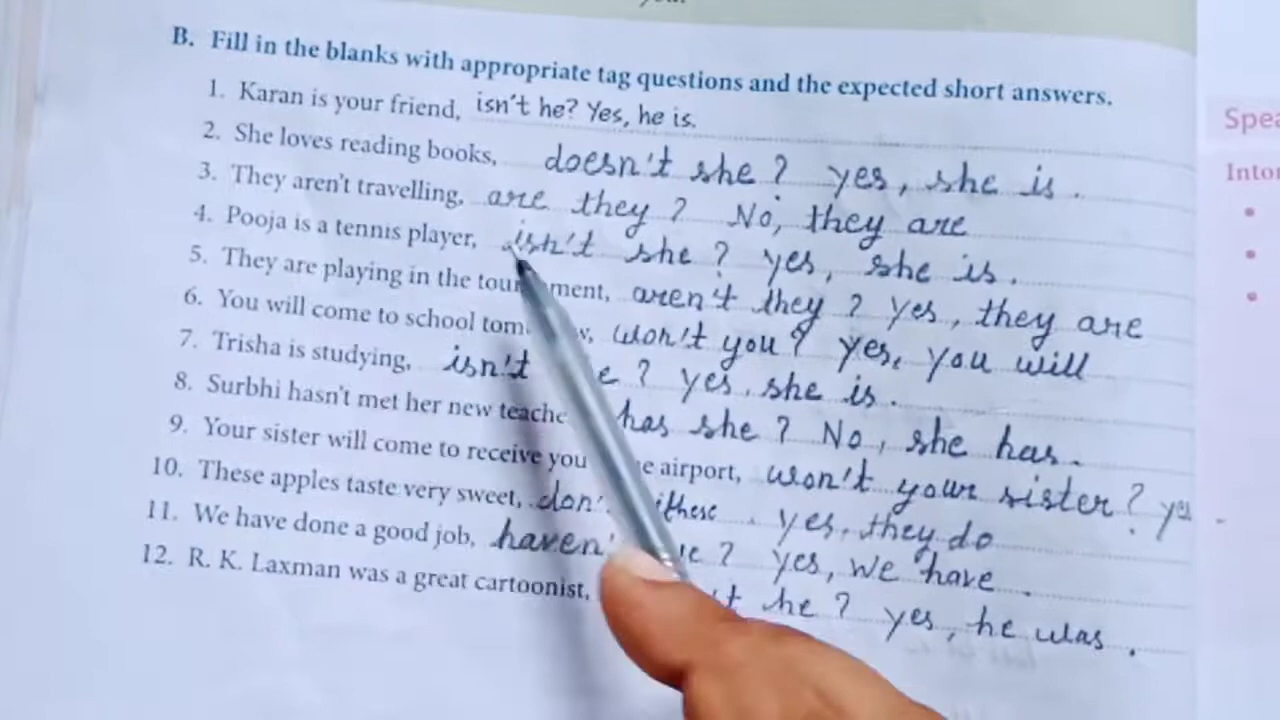 B. Fill in the blanks with appropriate tag questions and the expected short answers.
1. Karan is your friend, isn't he? Yes, he is.
2. She loves reading books, doesn't she? yes, she is.
3. They aren't travelling, are they? No, they are
4. Pooja is a tennis player, isn't she? yes, she is.
5. They are playing in the tour ment, aren't they? Yes, they are
6. You will come to school tom w, won't you? yes, you will
7. Trisha is studying, isn't e? yes, she is.
8. Surbhi hasn't met her new teache has she? No, she has.
9. Your sister will come to receive you e airport, won't your sister? yes
10. These apples taste very sweet, don' these yes, they do
11. We have done a good job, haven' we? yes, we have.
12. R. K. Laxman was a great cartoonist, 't he? yes, he was.
Spea
Intor